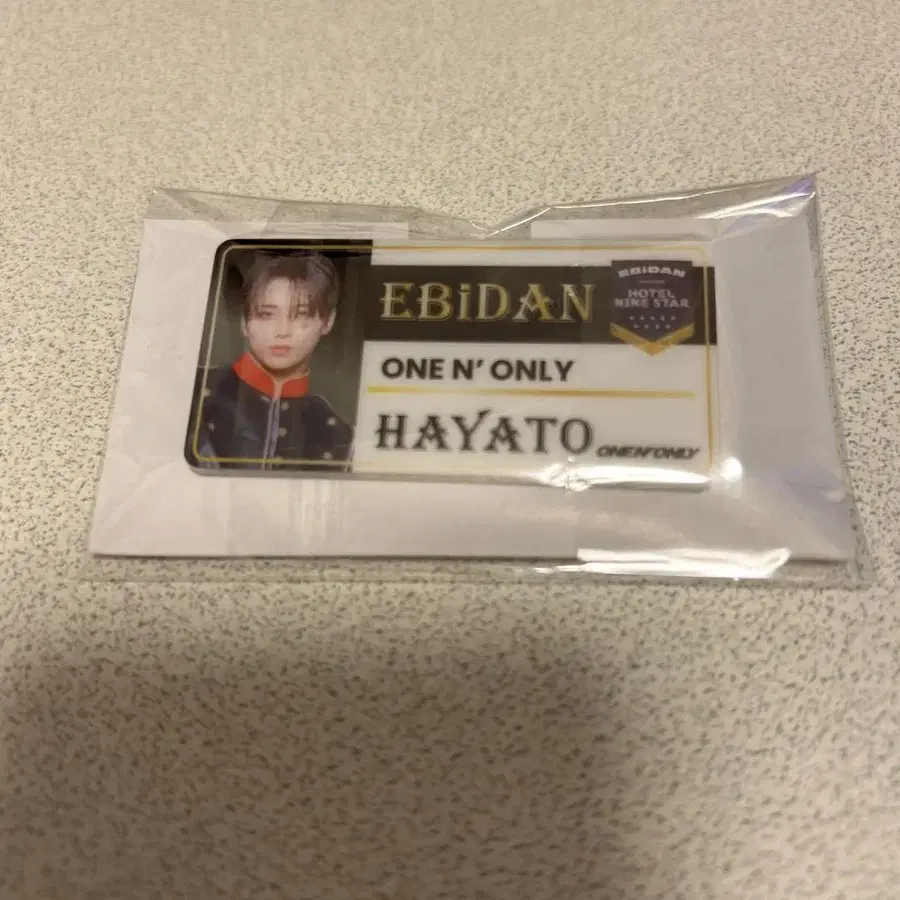 EBiDAN
EBiDAN
HOTEL
NINE STAR
ONE N' ONLY
HAYATO
ONE N' ONLY